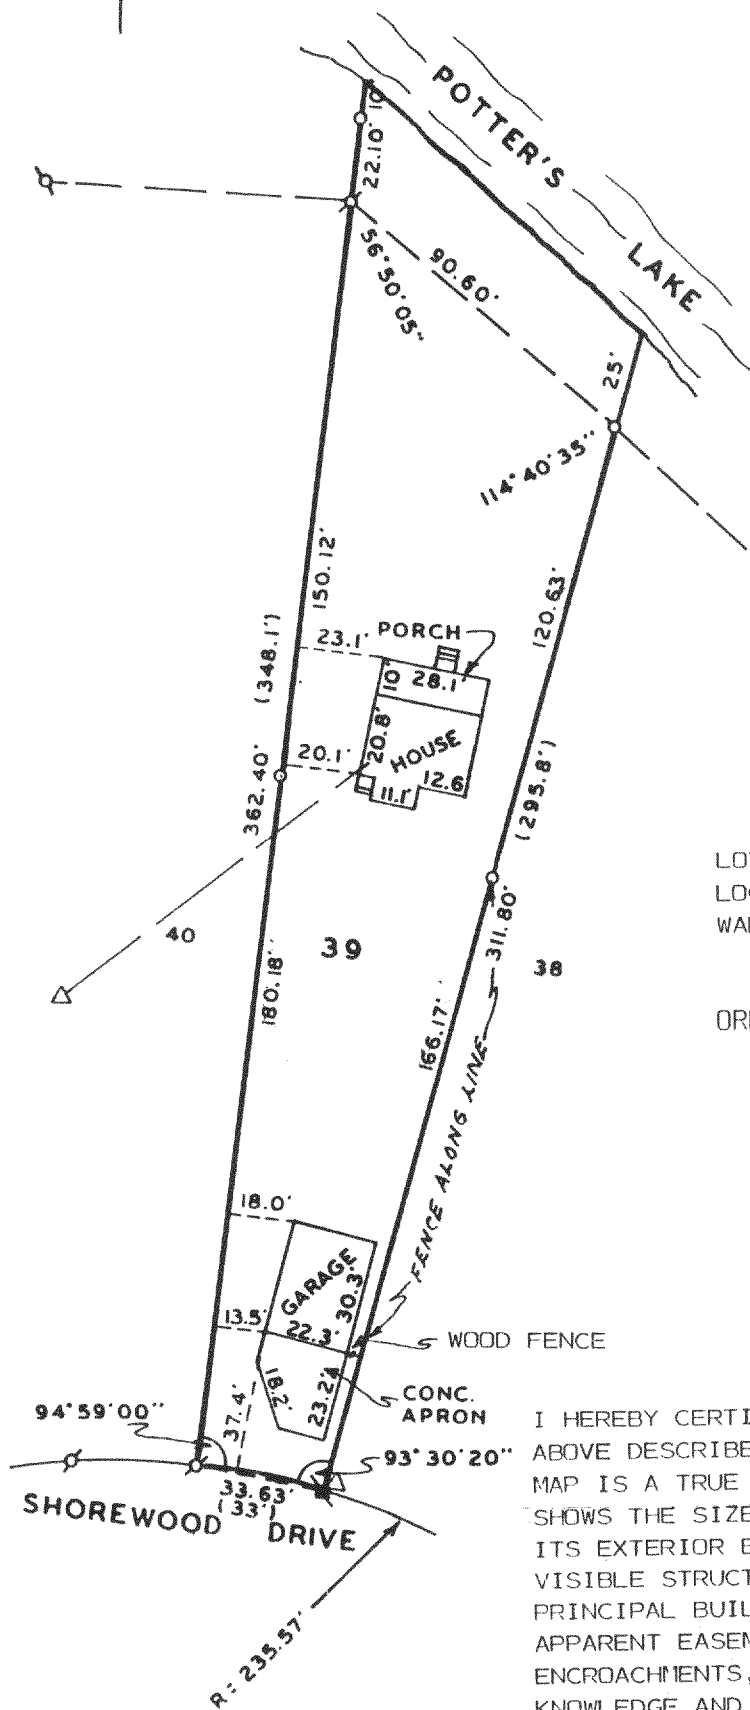 POTTER'S LAKE
10
22.10'
56°50'05"
90.60'
25'
114°40'35"
150.12'
120.63'
(348.1')
23.1'
PORCH
10'
28.1
20.8'
HOUSE
20.1'
12.6
11.1'
362.40'
(295.8')
311.80'
40
39
38
180.18'
166.17'
FENCE ALONG LINE
18.0'
GARAGE
30.3'
13.5'
22.3'
WOOD FENCE
18.2'
23.2'
37.4'
CONC.
APRON
94°59'00"
93°30'20"
33.63'
(33')
SHOREWOOD DRIVE
R = 235.57'
LO
LO
WA
OR
I HEREBY CERTI
ABOVE DESCRIBE
MAP IS A TRUE
SHOWS THE SIZE
ITS EXTERIOR B
VISIBLE STRUCT
PRINCIPAL BUIL
APPARENT EASEM
ENCROACHMENTS,
KNOWLEDGE AND